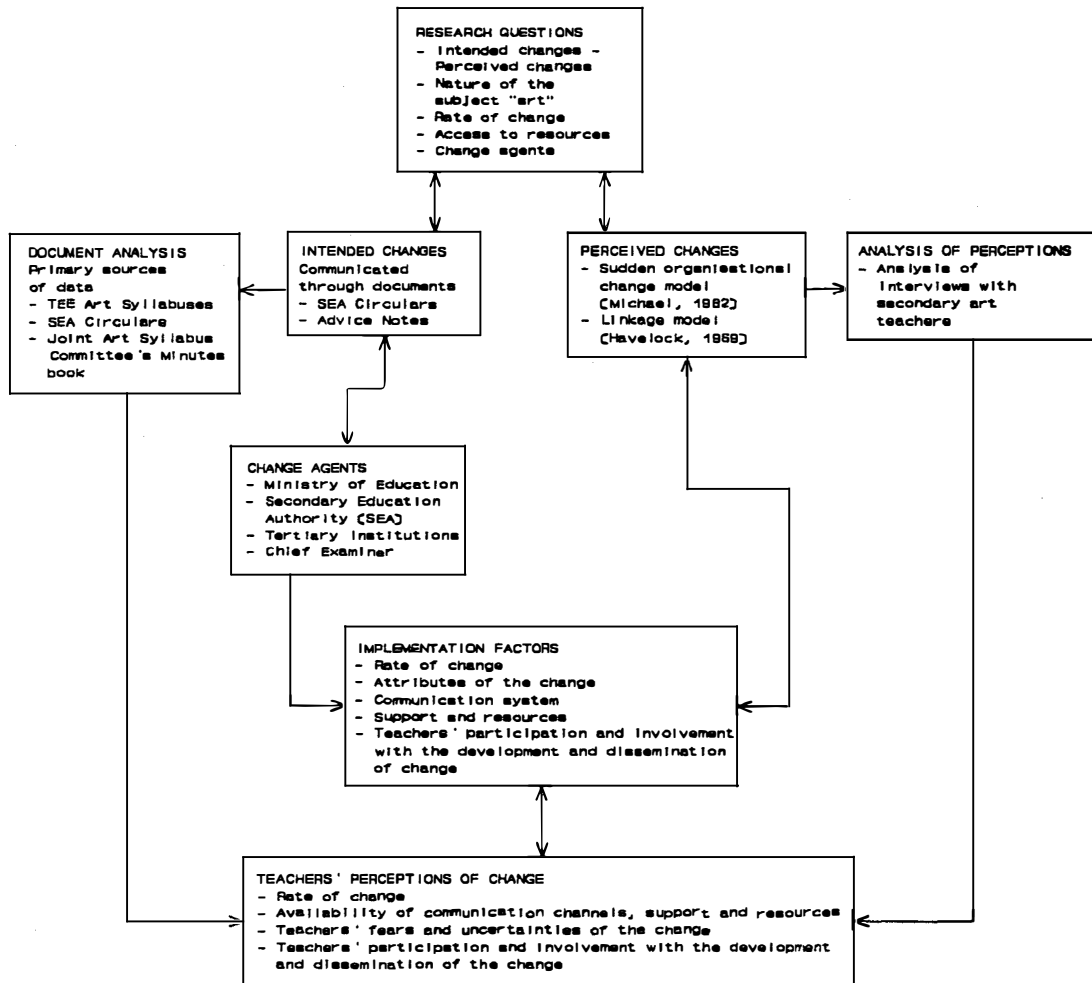 RESEARCH QUESTIONS
- Intended changes -
Perceived changes
- Nature of the
subject "art"
- Rate of change
- Access to resources
- Change agents
DOCUMENT ANALYSIS
Primary sources
of data
- TEE Art Syllabuses
- SEA Circulars
- Joint Art Syllabus
Committee's Minutes
book
INTENDED CHANGES
Communicated
through documents
- SEA Circulars
- Advice Notes
PERCEIVED CHANGES
- Sudden organisational
change model
(Michael, 1982)
- Linkage model
(Havelock, 1969)
ANALYSIS OF PERCEPTIONS
- Analysis of
interviews with
secondary art
teachers
CHANGE AGENTS
- Ministry of Education
- Secondary Education
Authority (SEA)
- Tertiary Institutions
- Chief Examiner
IMPLEMENTATION FACTORS
- Rate of change
- Attributes of the change
- Communication system
- Support and resources
- Teachers' participation and involvement
with the development and dissemination
of change
TEACHERS' PERCEPTIONS OF CHANGE
- Rate of change
- Availability of communication channels, support and resources
- Teachers' fears and uncertainties of the change
- Teachers' participation and involvement with the development
and dissemination of the change